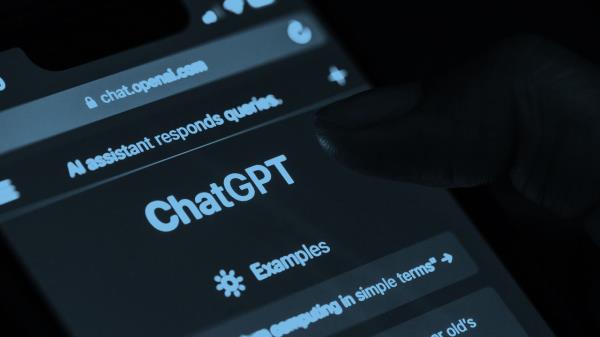 chat.openai.com
AI assistant responds queries.
ChatGPT
Examples
computing in simple terms" →
old's